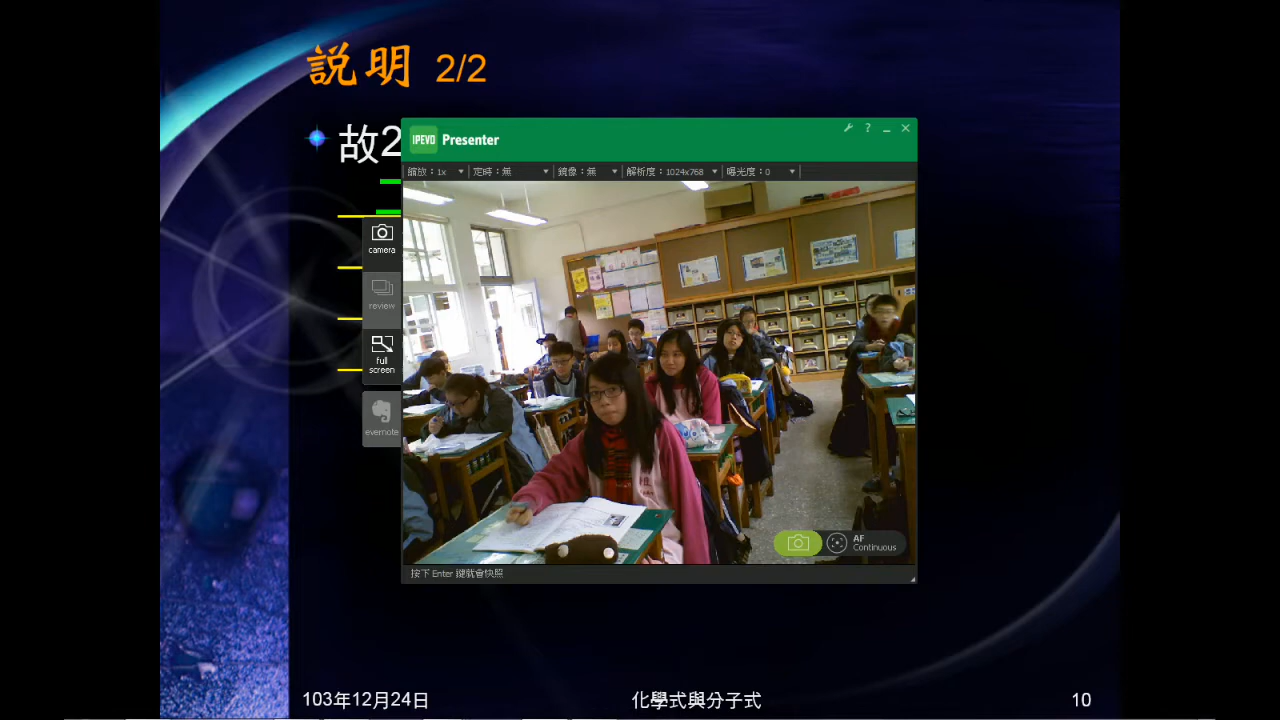 説明 2/2
故2
IPEVO Presenter
縮放：1x 定時：無 鏡像：無 解析度：1024x768 曝光度：0
camera
review
full
screen
evernote
AF
Continuous
按下 Enter 鍵就會快照
103年12月24日 化學式與分子式 10